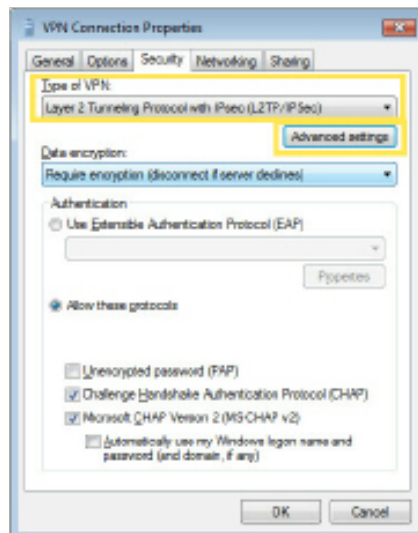 VPN Connection Properties
General Options Security Networking Sharing
Type of VPN:
Layer 2 Tunneling Protocol with IPsec (L2TP/IPSec)
Advanced settings
Data encryption:
Require encryption (disconnect if server declines)
Authentication
Use Extensible Authentication Protocol (EAP)
Properties
Allow these protocols
Unencrypted password (PAP)
Challenge Handshake Authentication Protocol (CHAP)
Microsoft CHAP Version 2 (MS-CHAP v2)
Automatically use my Windows logon name and
password (and domain, if any)
OK Cancel